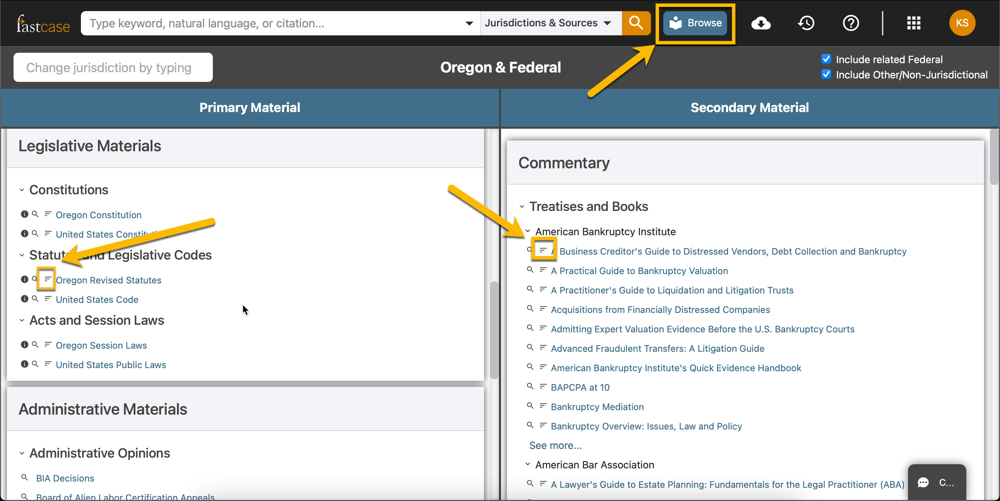 fastcase
Type keyword, natural language, or citation...
Jurisdictions & Sources
Browse
KS
Change jurisdiction by typing
Oregon & Federal
Include related Federal
Include Other/Non-Jurisdictional
Primary Material
Secondary Material
Legislative Materials
Constitutions
Oregon Constitution
United States
Legislative Codes
Oregon Revised Statutes
United States Code
Acts and Session Laws
Oregon Session Laws
United States Public Laws
Administrative Materials
Administrative Opinions
BIA Decisions
Board of Alien Labor Certification Appeals
Commentary
Treatises and Books
American Bankruptcy Institute
A Business Creditor's Guide to Distressed Vendors, Debt Collection and Bankruptcy
A Practical Guide to Bankruptcy Valuation
A Practitioner's Guide to Liquidation and Litigation Trusts
Acquisitions from Financially Distressed Companies
Admitting Expert Valuation Evidence Before the U.S. Bankruptcy Courts
Advanced Fraudulent Transfers: A Litigation Guide
American Bankruptcy Institute's Quick Evidence Handbook
BAPCPA at 10
Bankruptcy Mediation
Bankruptcy Overview: Issues, Law and Policy
See more...
American Bar Association
A Lawyer's Guide to Estate Planning: Fundamentals for the Legal Practitioner (ABA)
C...